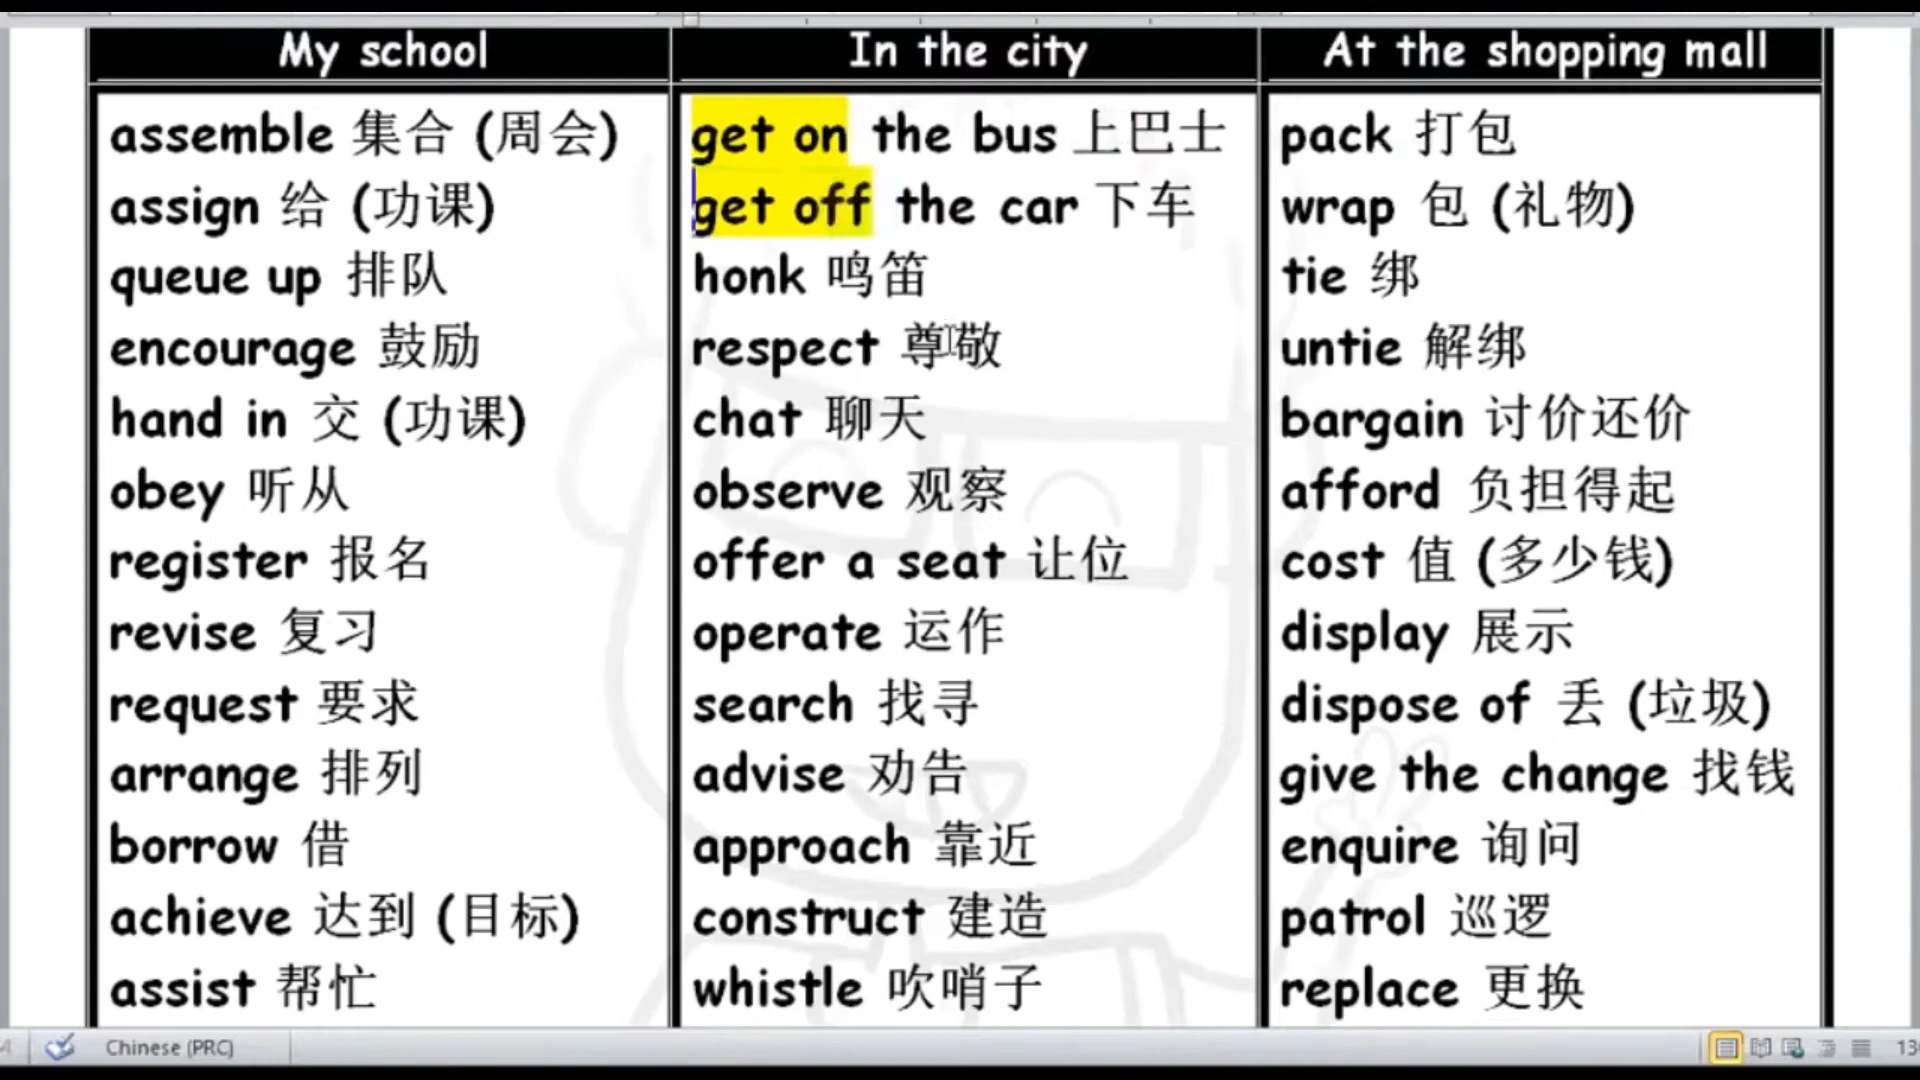 My school
assemble 集合 (周会)
assign 给 (功课)
queue up 排队
encourage 鼓励
hand in 交 (功课)
obey 听从
register 报名
revise 复习
request 要求
arrange 排列
borrow 借
achieve 达到 (目标)
assist 帮忙
In the city
get on the bus 上巴士
get off the car 下车
honk 鸣笛
respect 尊敬
chat 聊天
observe 观察
offer a seat 让位
operate 运作
search 找寻
advise 劝告
approach 靠近
construct 建造
whistle 吹哨子
At the shopping mall
pack 打包
wrap 包 (礼物)
tie 绑
untie 解绑
bargain 讨价还价
afford 负担得起
cost 值 (多少钱)
display 展示
dispose of 丢 (垃圾)
give the change 找钱
enquire 询问
patrol 巡逻
replace 更换
Chinese (PRC)